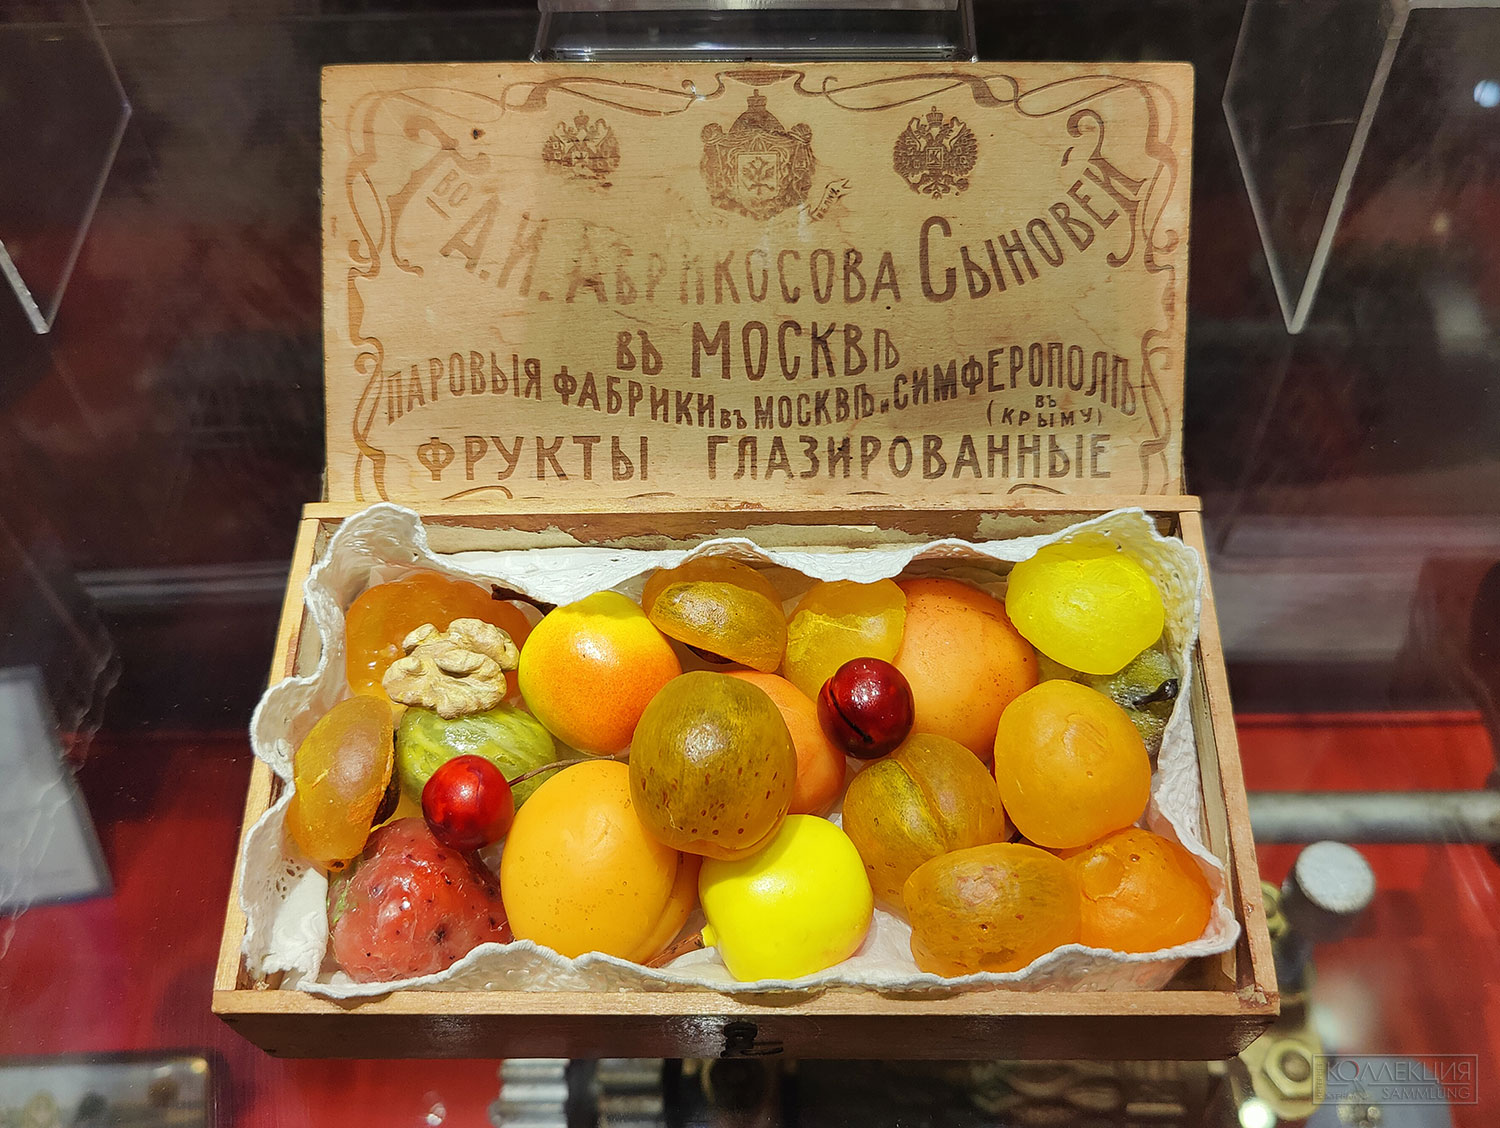 Т‌ВО А.И. АБРИКОСОВА СЫНОВЕЙ
ВЪ МОСКВѢ
ПАРОВЫЯ ФАБРИКИ ВЪ МОСКВѢ И СИМФЕРОПОЛѢ
ВЪ
(КРЫМУ)
ФРУКТЫ ГЛАЗИРОВАННЫЕ
КОЛЛЕКЦИЯ
SAMMLUNG